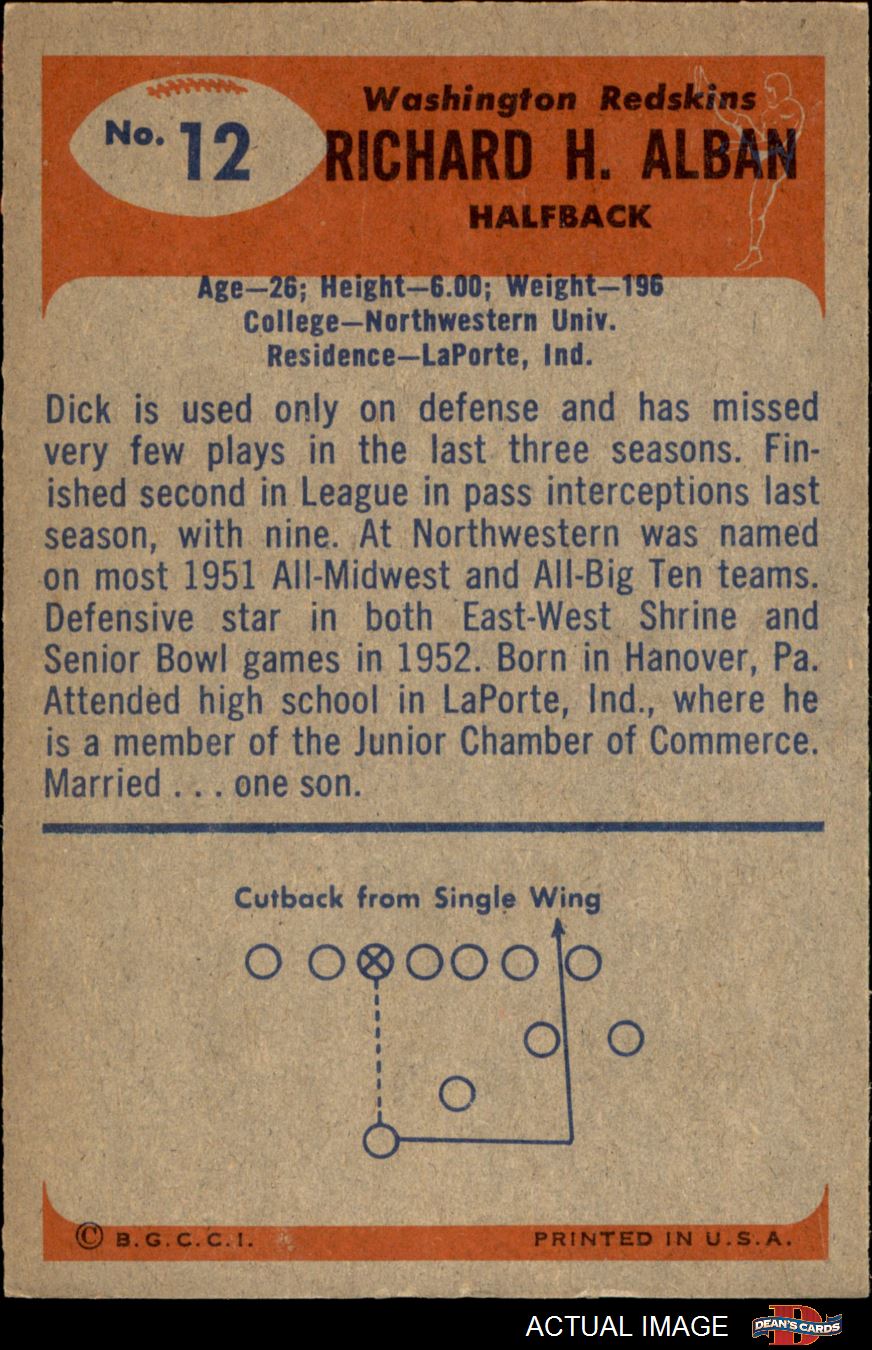 No. 12
Washington Redskins
RICHARD H. ALBAN
HALFBACK
Age—26; Height—6.00; Weight—196
College—Northwestern Univ.
Residence—LaPorte, Ind.
Dick is used only on defense and has missed
very few plays in the last three seasons. Fin-
ished second in League in pass interceptions last
season, with nine. At Northwestern was named
on most 1951 All-Midwest and All-Big Ten teams.
Defensive star in both East-West Shrine and
Senior Bowl games in 1952. Born in Hanover, Pa.
Attended high school in LaPorte, Ind., where he
is a member of the Junior Chamber of Commerce.
Married . . . one son.
Cutback from Single Wing
© B.G.C.C.I.
PRINTED IN U.S.A.
ACTUAL IMAGE
D
DEAN'S CARDS